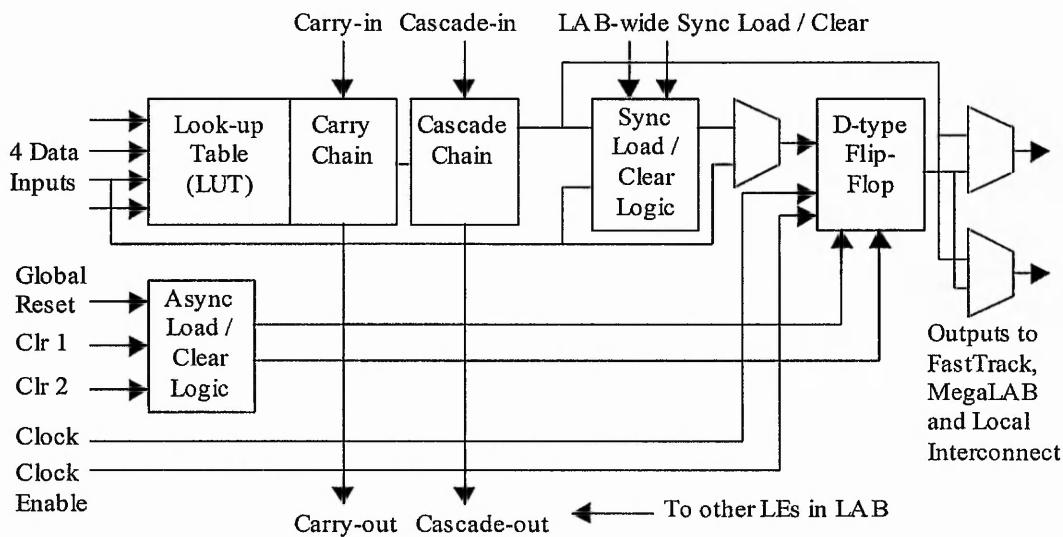 Carry-in Cascade-in LAB-wide Sync Load / Clear
4 Data
Inputs
Look-up
Table
(LUT)
Carry
Chain
Cascade
Chain
Sync
Load /
Clear
Logic
D-type
Flip-
Flop
Global
Reset
Clr 1
Clr 2
Async
Load /
Clear
Logic
Clock
Clock
Enable
Outputs to
FastTrack,
MegaLAB
and Local
Interconnect
Carry-out Cascade-out
To other LEs in LAB